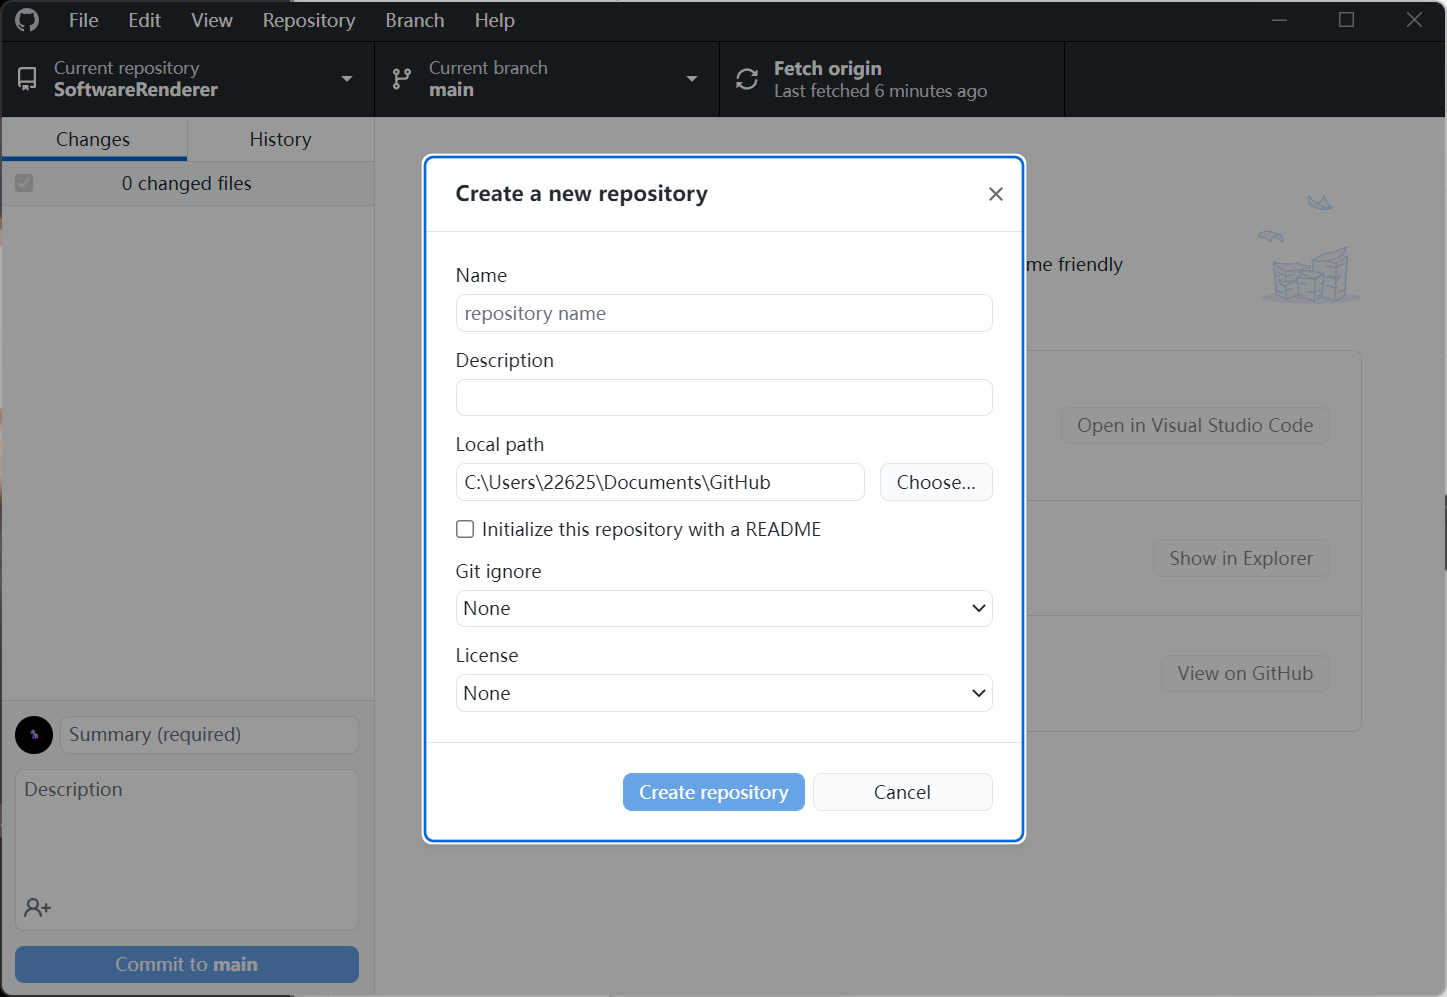 File Edit View Repository Branch Help
Current repository
SoftwareRenderer
Current branch
main
Fetch origin
Last fetched 6 minutes ago
Changes History
0 changed files
Create a new repository
Name
repository name
Description
Local path
C:\Users\22625\Documents\GitHub
Choose...
Initialize this repository with a README
Git ignore
None
License
None
Create repository
Cancel
me friendly
Open in Visual Studio Code
Show in Explorer
View on GitHub
Summary (required)
Description
Commit to main